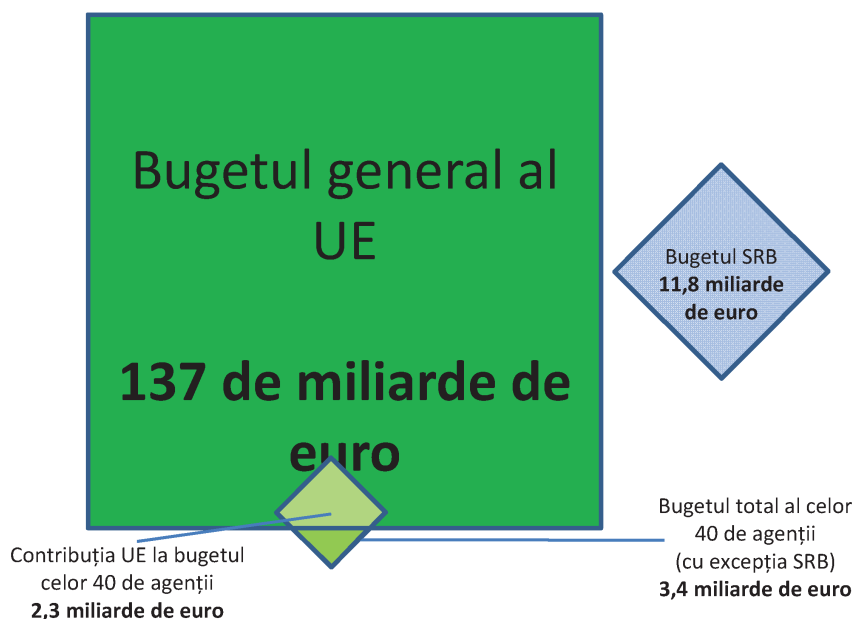 Bugetul general al
UE
137 de miliarde de
euro
Bugetul SRB
11,8 miliarde
de euro
Contribuția UE la bugetul
celor 40 de agenții
2,3 miliarde de euro
Bugetul total al celor
40 de agenții
(cu excepția SRB)
3,4 miliarde de euro